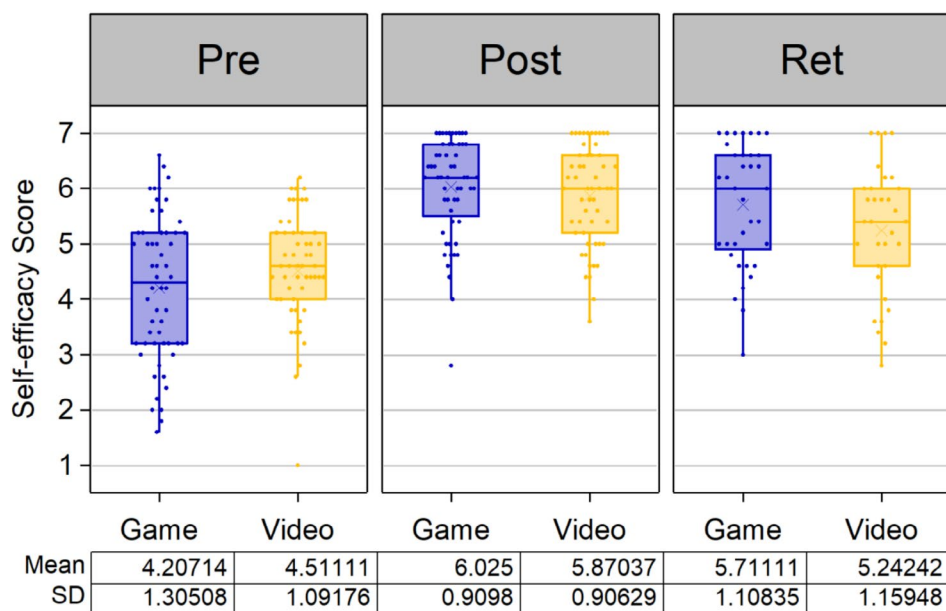 Pre Post Ret
Self-efficacy Score
7
6
5
4
3
2
1
Game Video Game Video Game Video
Mean 4.20714 4.51111 6.025 5.87037 5.71111 5.24242
SD 1.30508 1.09176 0.9098 0.90629 1.10835 1.15948